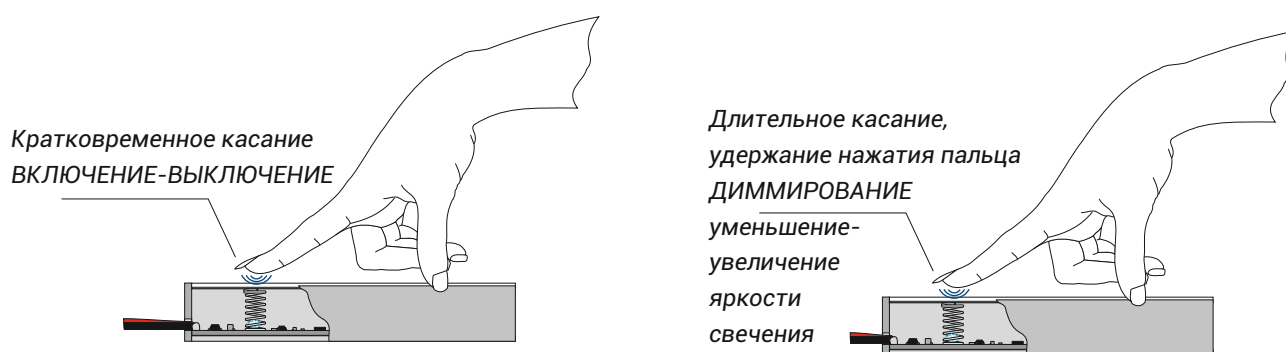 Кратковременное касание
ВКЛЮЧЕНИЕ-ВЫКЛЮЧЕНИЕ
Длительное касание,
удержание нажатия пальца
ДИММИРОВАНИЕ
уменьшение-
увеличение
яркости
свечения